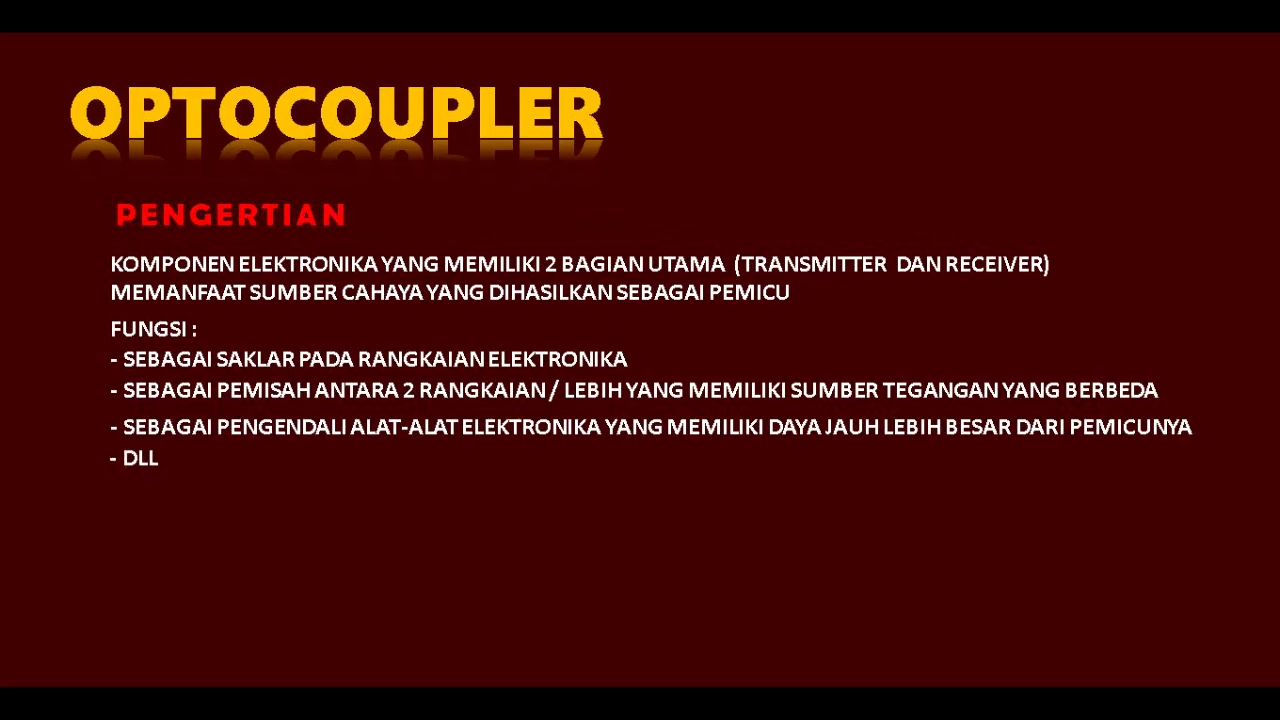 OPTOCOUPLER
PENGERTIAN
KOMPONEN ELEKTRONIKA YANG MEMILIKI 2 BAGIAN UTAMA (TRANSMITTER DAN RECEIVER)
MEMANFAAT SUMBER CAHAYA YANG DIHASILKAN SEBAGAI PEMICU
FUNGSI :
- SEBAGAI SAKLAR PADA RANGKAIAN ELEKTRONIKA
- SEBAGAI PEMISAH ANTARA 2 RANGKAIAN / LEBIH YANG MEMILIKI SUMBER TEGANGAN YANG BERBEDA
- SEBAGAI PENGENDALI ALAT-ALAT ELEKTRONIKA YANG MEMILIKI DAYA JAUH LEBIH BESAR DARI PEMICUNYA
- DLL